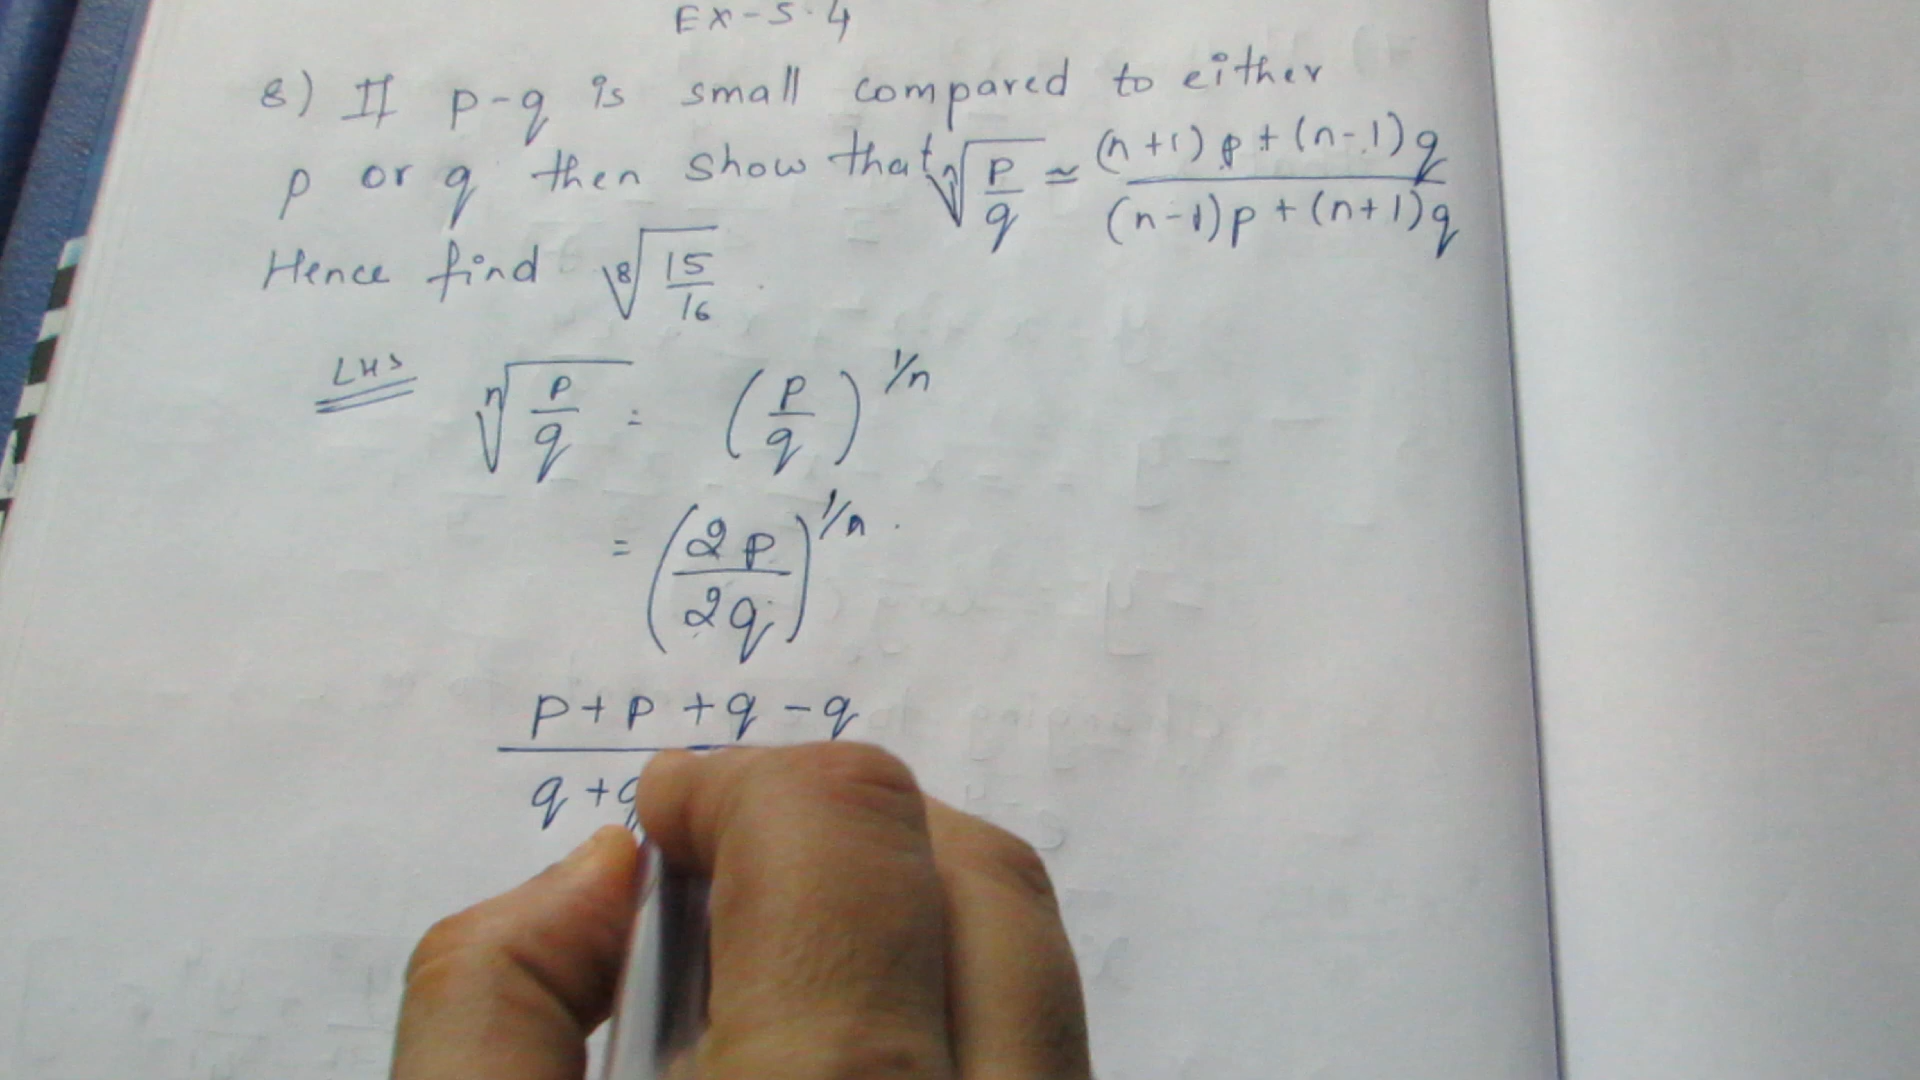 Ex-5.4
8) If p-q is small compared to either
p or q then show that ⁿ√(p/q) ≃ ((n+1)p+(n-1)q)/((n-1)p+(n+1)q)
Hence find ⁸√(15/16).
LHS ⁿ√(p/q) = (p/q)^1/n
= (2p/2q)^1/n.
p+p+q-q
q+q